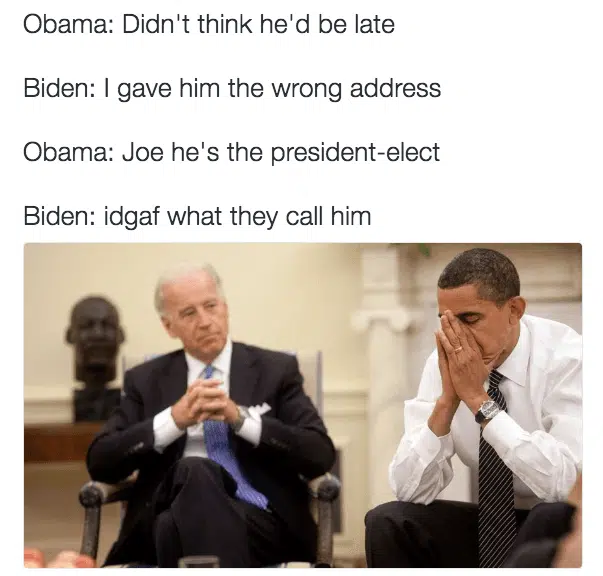 Obama: Didn't think he'd be late
Biden: I gave him the wrong address
Obama: Joe he's the president-elect
Biden: idgaf what they call him